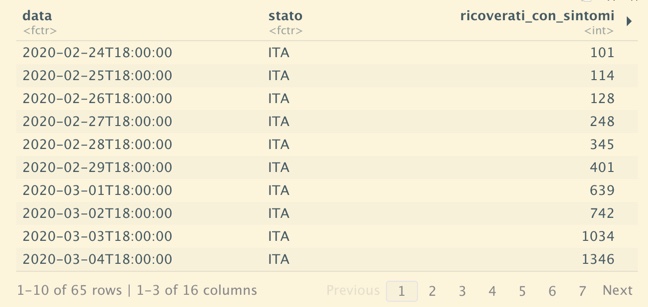 data stato ricoverati_con_sintomi
<fctr> <fctr> <int>
2020-02-24T18:00:00 ITA 101
2020-02-25T18:00:00 ITA 114
2020-02-26T18:00:00 ITA 128
2020-02-27T18:00:00 ITA 248
2020-02-28T18:00:00 ITA 345
2020-02-29T18:00:00 ITA 401
2020-03-01T18:00:00 ITA 639
2020-03-02T18:00:00 ITA 742
2020-03-03T18:00:00 ITA 1034
2020-03-04T18:00:00 ITA 1346
1-10 of 65 rows | 1-3 of 16 columns Previous 1 2 3 4 5 6 7 Next